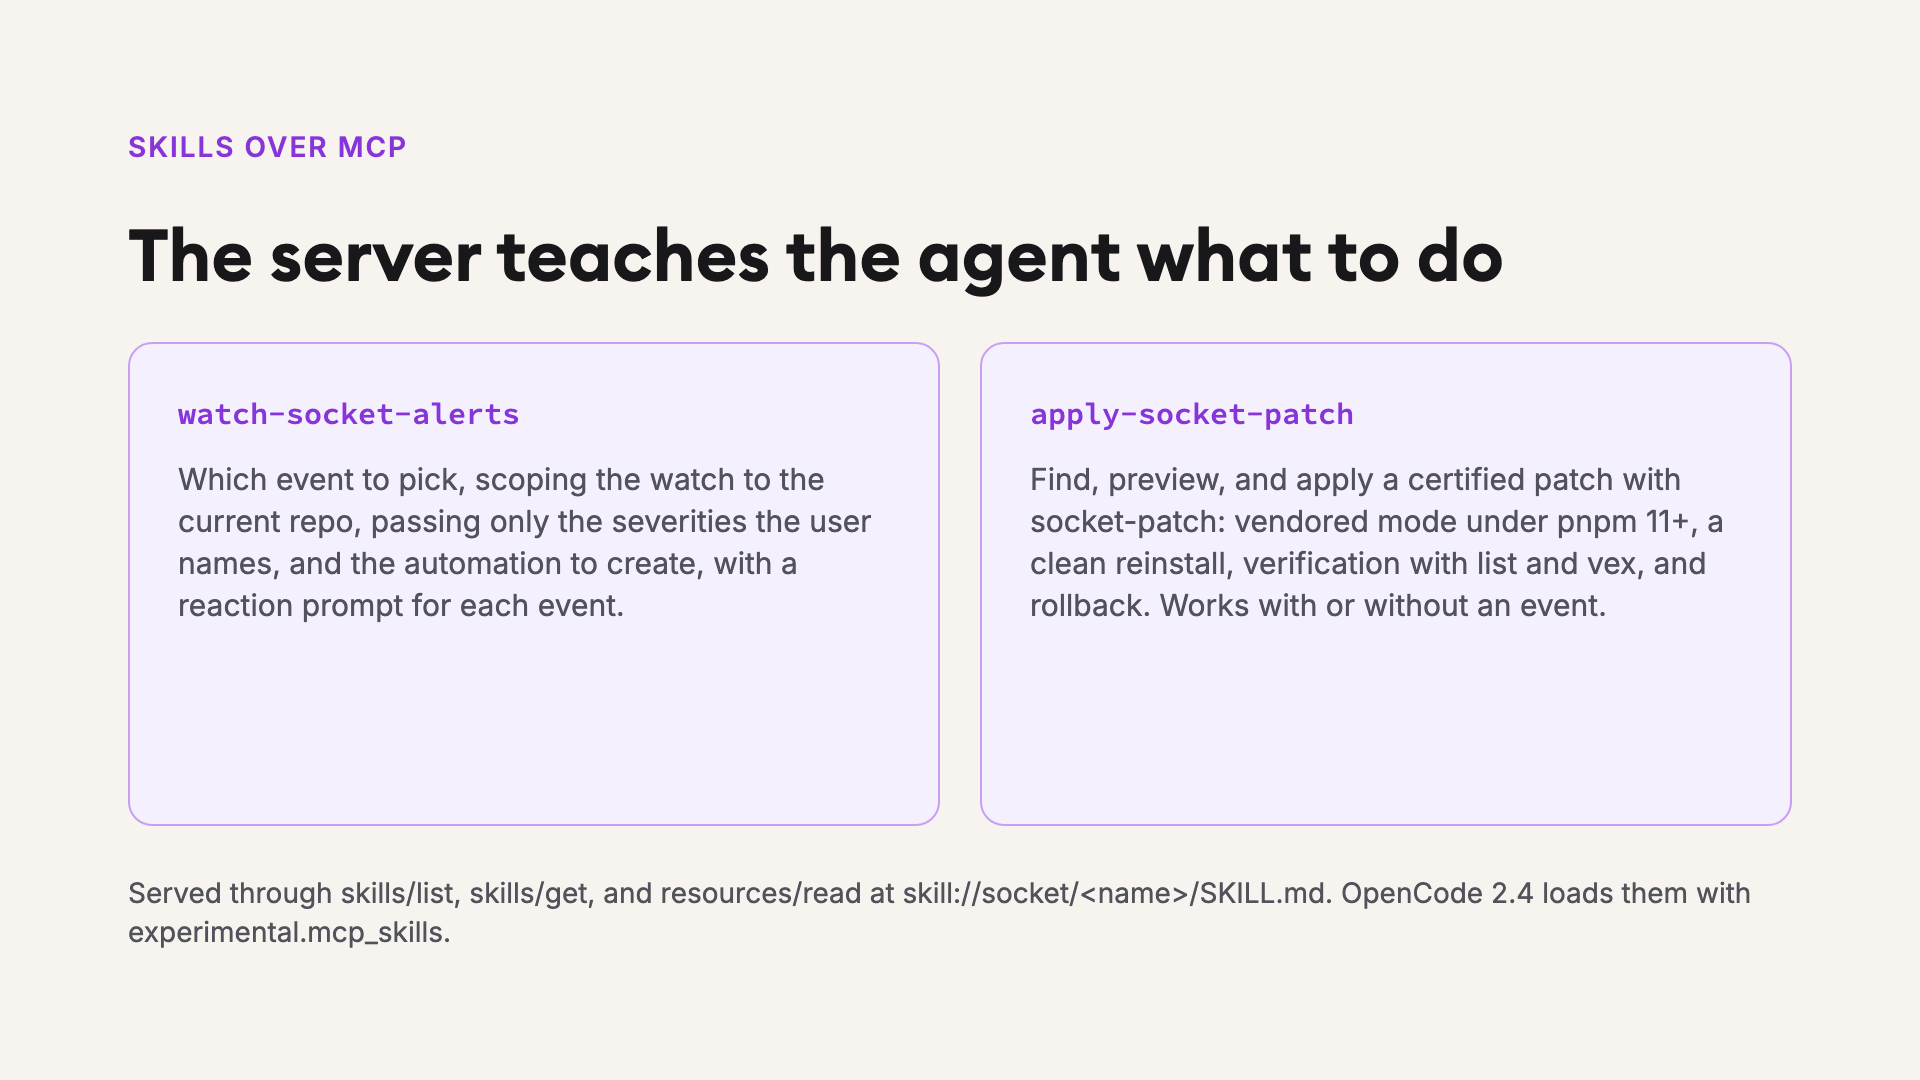 SKILLS OVER MCP
The server teaches the agent what to do
watch-socket-alerts
Which event to pick, scoping the watch to the
current repo, passing only the severities the user
names, and the automation to create, with a
reaction prompt for each event.
apply-socket-patch
Find, preview, and apply a certified patch with
socket-patch: vendored mode under pnpm 11+, a
clean reinstall, verification with list and vex, and
rollback. Works with or without an event.
Served through skills/list, skills/get, and resources/read at skill://socket/<name>/SKILL.md. OpenCode 2.4 loads them with
experimental.mcp_skills.